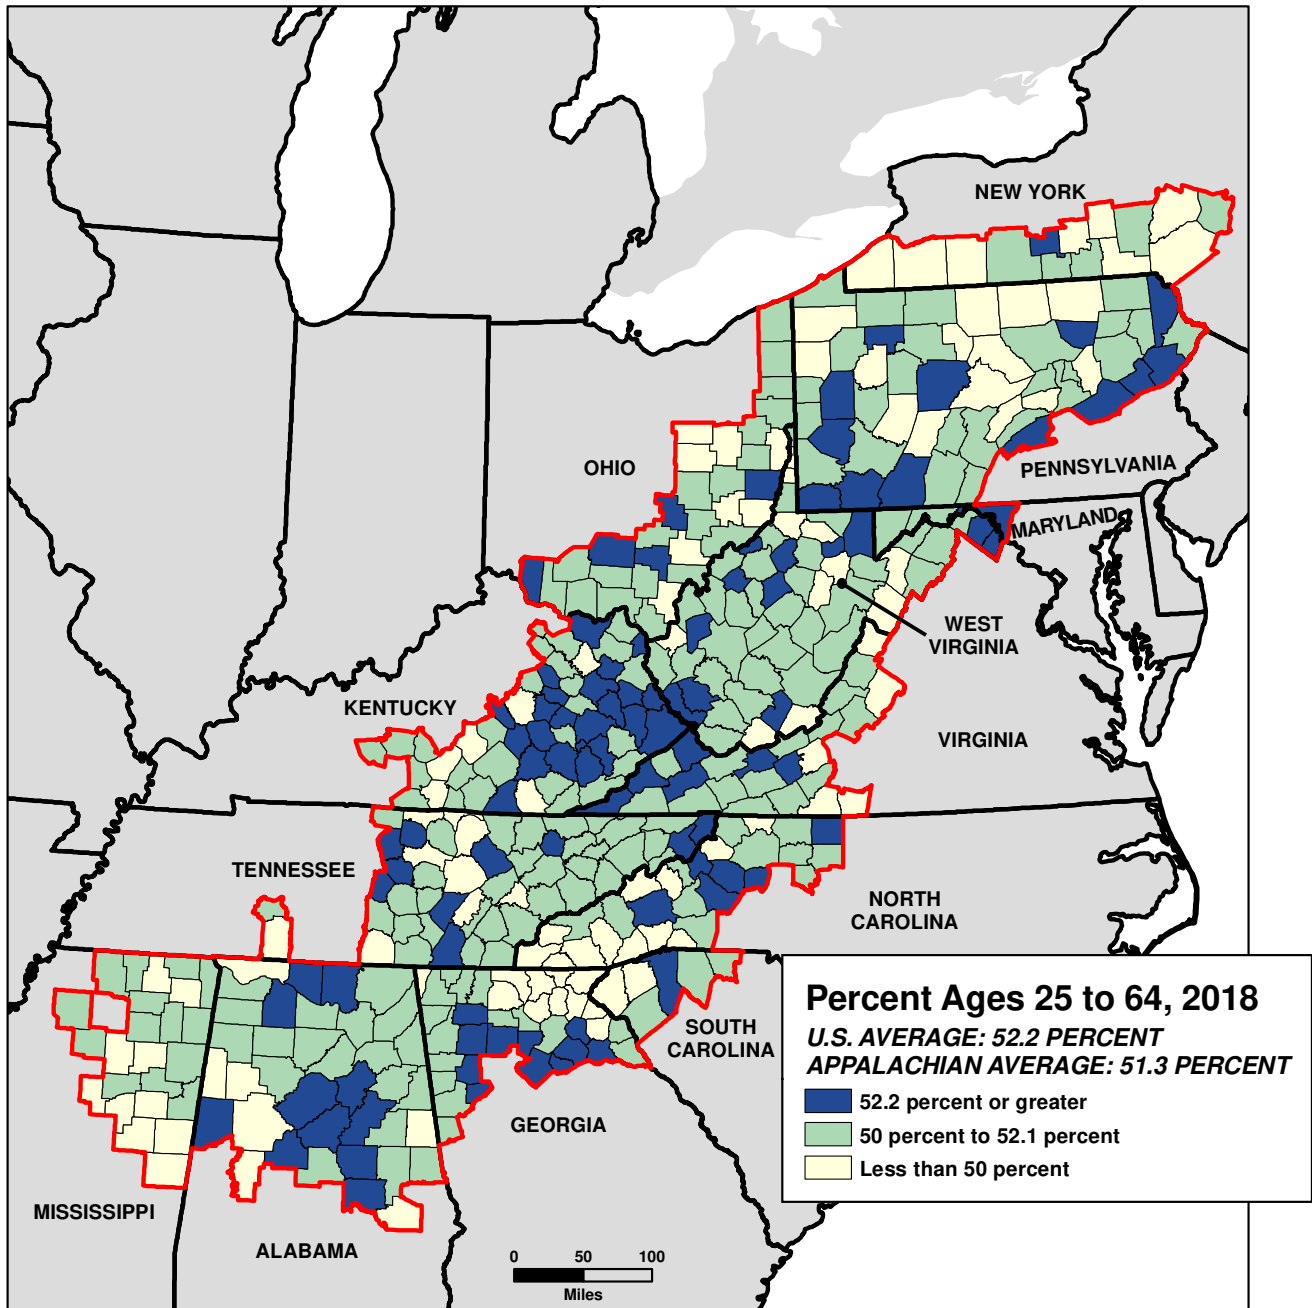 NEW YORK
OHIO
PENNSYLVANIA
MARYLAND
WEST
VIRGINIA
KENTUCKY
VIRGINIA
TENNESSEE
NORTH
CAROLINA
Percent Ages 25 to 64, 2018
U.S. AVERAGE: 52.2 PERCENT
APPALACHIAN AVERAGE: 51.3 PERCENT
52.2 percent or greater
50 percent to 52.1 percent
Less than 50 percent
SOUTH
CAROLINA
GEORGIA
MISSISSIPPI
ALABAMA
0 50 100
Miles